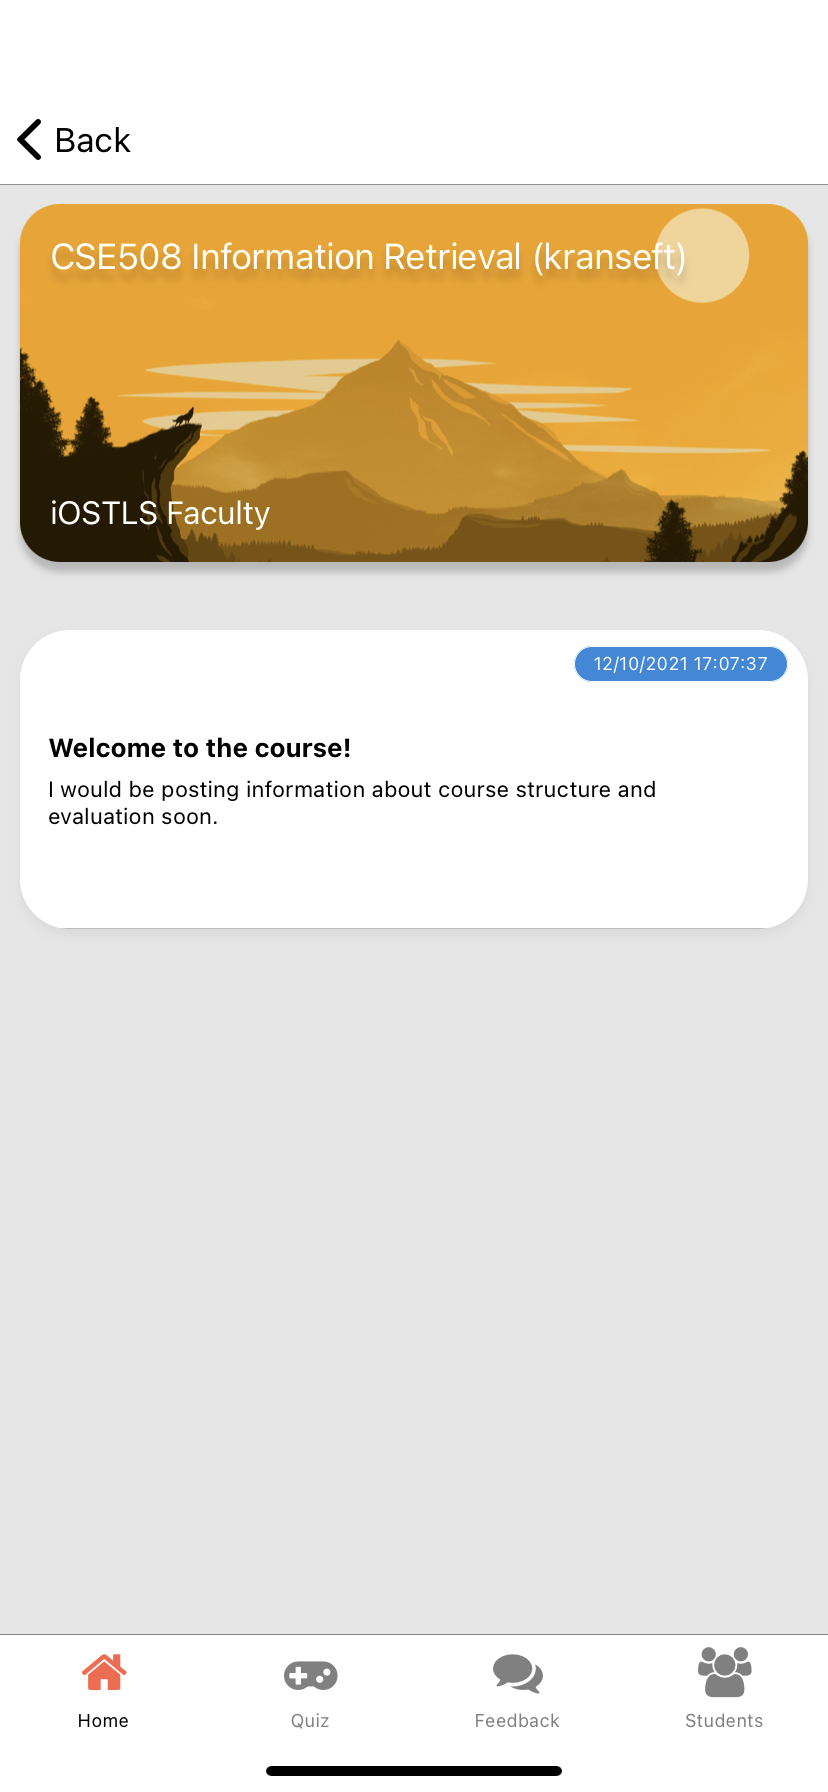 Back
CSE508 Information Retrieval (kranseft)
iOSTLS Faculty
12/10/2021 17:07:37
Welcome to the course!
I would be posting information about course structure and
evaluation soon.
Home
Quiz
Feedback
Students